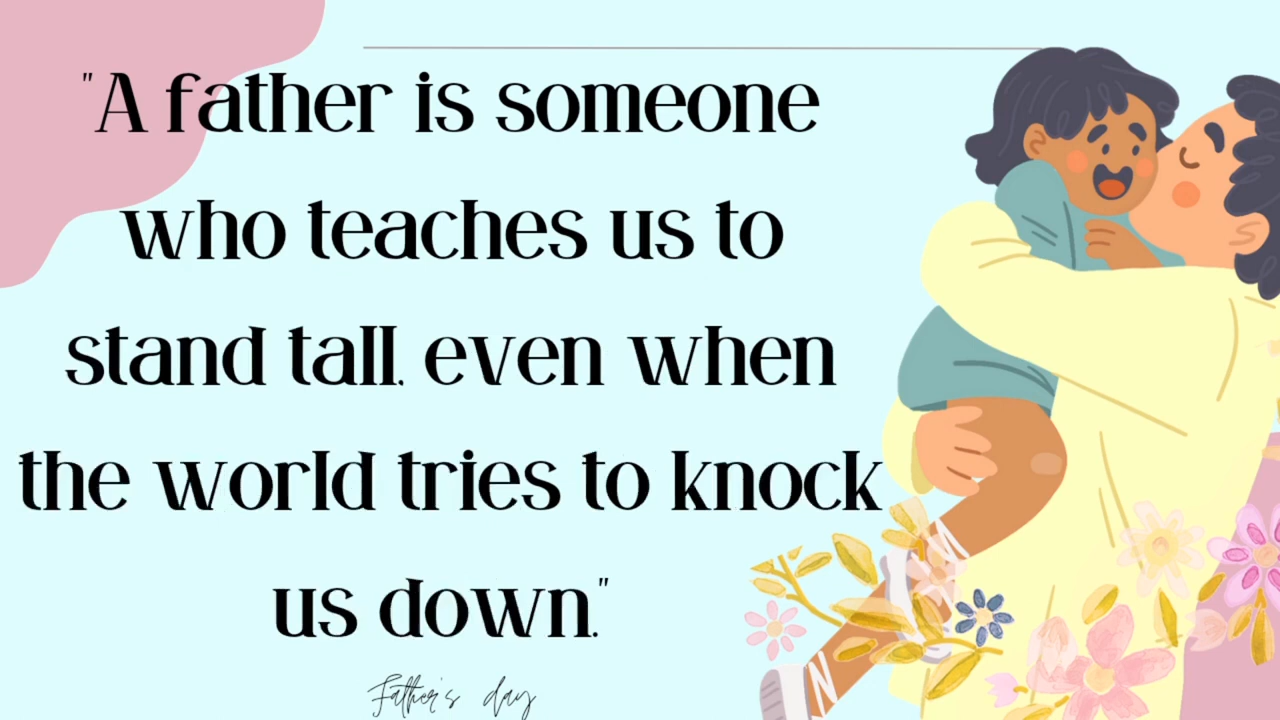 "A father is someone
who teaches us to
stand tall, even when
the world tries to knock
us down."
Father's day